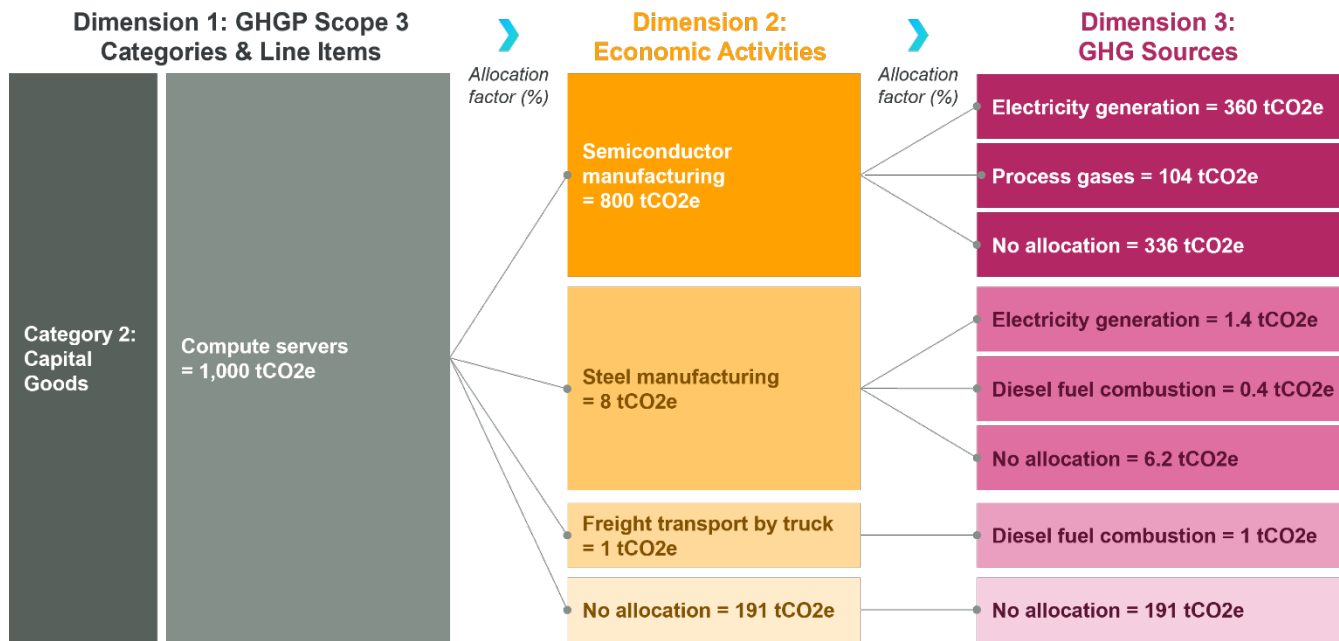 Dimension 1: GHGP Scope 3
Categories & Line Items
Allocation
factor (%)
Dimension 2:
Economic Activities
Allocation
factor (%)
Dimension 3:
GHG Sources
Category 2:
Capital
Goods
Compute servers
= 1,000 tCO2e
Semiconductor
manufacturing
= 800 tCO2e
Electricity generation = 360 tCO2e
Process gases = 104 tCO2e
No allocation = 336 tCO2e
Steel manufacturing
= 8 tCO2e
Electricity generation = 1.4 tCO2e
Diesel fuel combustion = 0.4 tCO2e
No allocation = 6.2 tCO2e
Freight transport by truck
= 1 tCO2e
Diesel fuel combustion = 1 tCO2e
No allocation = 191 tCO2e
No allocation = 191 tCO2e